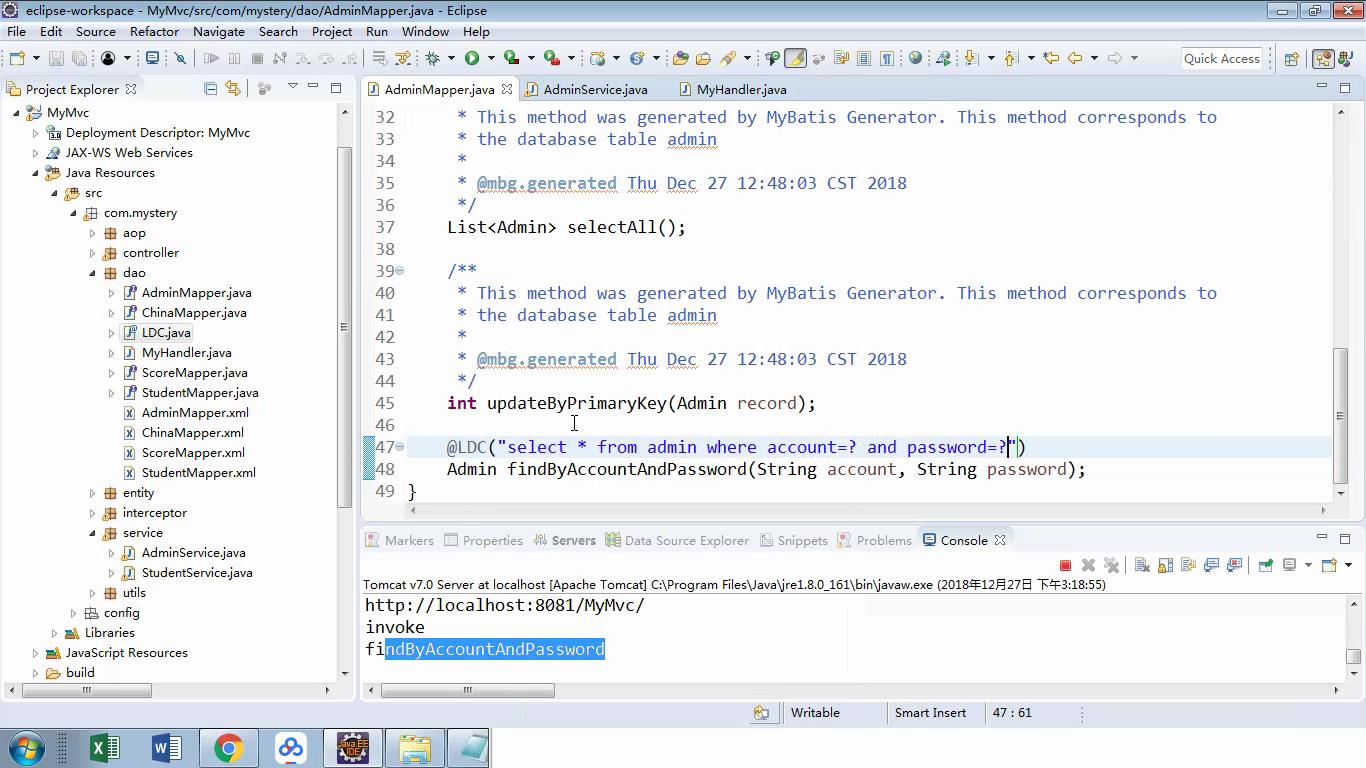 eclipse-workspace - MyMvc/src/com/mystery/dao/AdminMapper.java - Eclipse
File Edit Source Refactor Navigate Search Project Run Window Help
Quick Access
Project Explorer
MyMvc
Deployment Descriptor: MyMvc
JAX-WS Web Services
Java Resources
src
com.mystery
aop
controller
dao
AdminMapper.java
ChinaMapper.java
LDC.java
MyHandler.java
ScoreMapper.java
StudentMapper.java
AdminMapper.xml
ChinaMapper.xml
ScoreMapper.xml
StudentMapper.xml
entity
interceptor
service
AdminService.java
StudentService.java
utils
config
Libraries
JavaScript Resources
build
AdminMapper.java AdminService.java MyHandler.java
32 * This method was generated by MyBatis Generator. This method corresponds to
33 * the database table admin
34 *
35 * @mbg.generated Thu Dec 27 12:48:03 CST 2018
36 */
37 List<Admin> selectAll();
38
39 /**
40 * This method was generated by MyBatis Generator. This method corresponds to
41 * the database table admin
42 *
43 * @mbg.generated Thu Dec 27 12:48:03 CST 2018
44 */
45 int updateByPrimaryKey(Admin record);
46
47 @LDC("select * from admin where account=? and password=?")
48 Admin findByAccountAndPassword(String account, String password);
49 }
Markers Properties Servers Data Source Explorer Snippets Problems Console
Tomcat v7.0 Server at localhost [Apache Tomcat] C:\Program Files\Java\jre1.8.0_161\bin\javaw.exe (2018年12月27日 下午3:18:55)
http://localhost:8081/MyMvc/
invoke
findByAccountAndPassword
Writable Smart Insert 47 : 61
Java EE
IDE